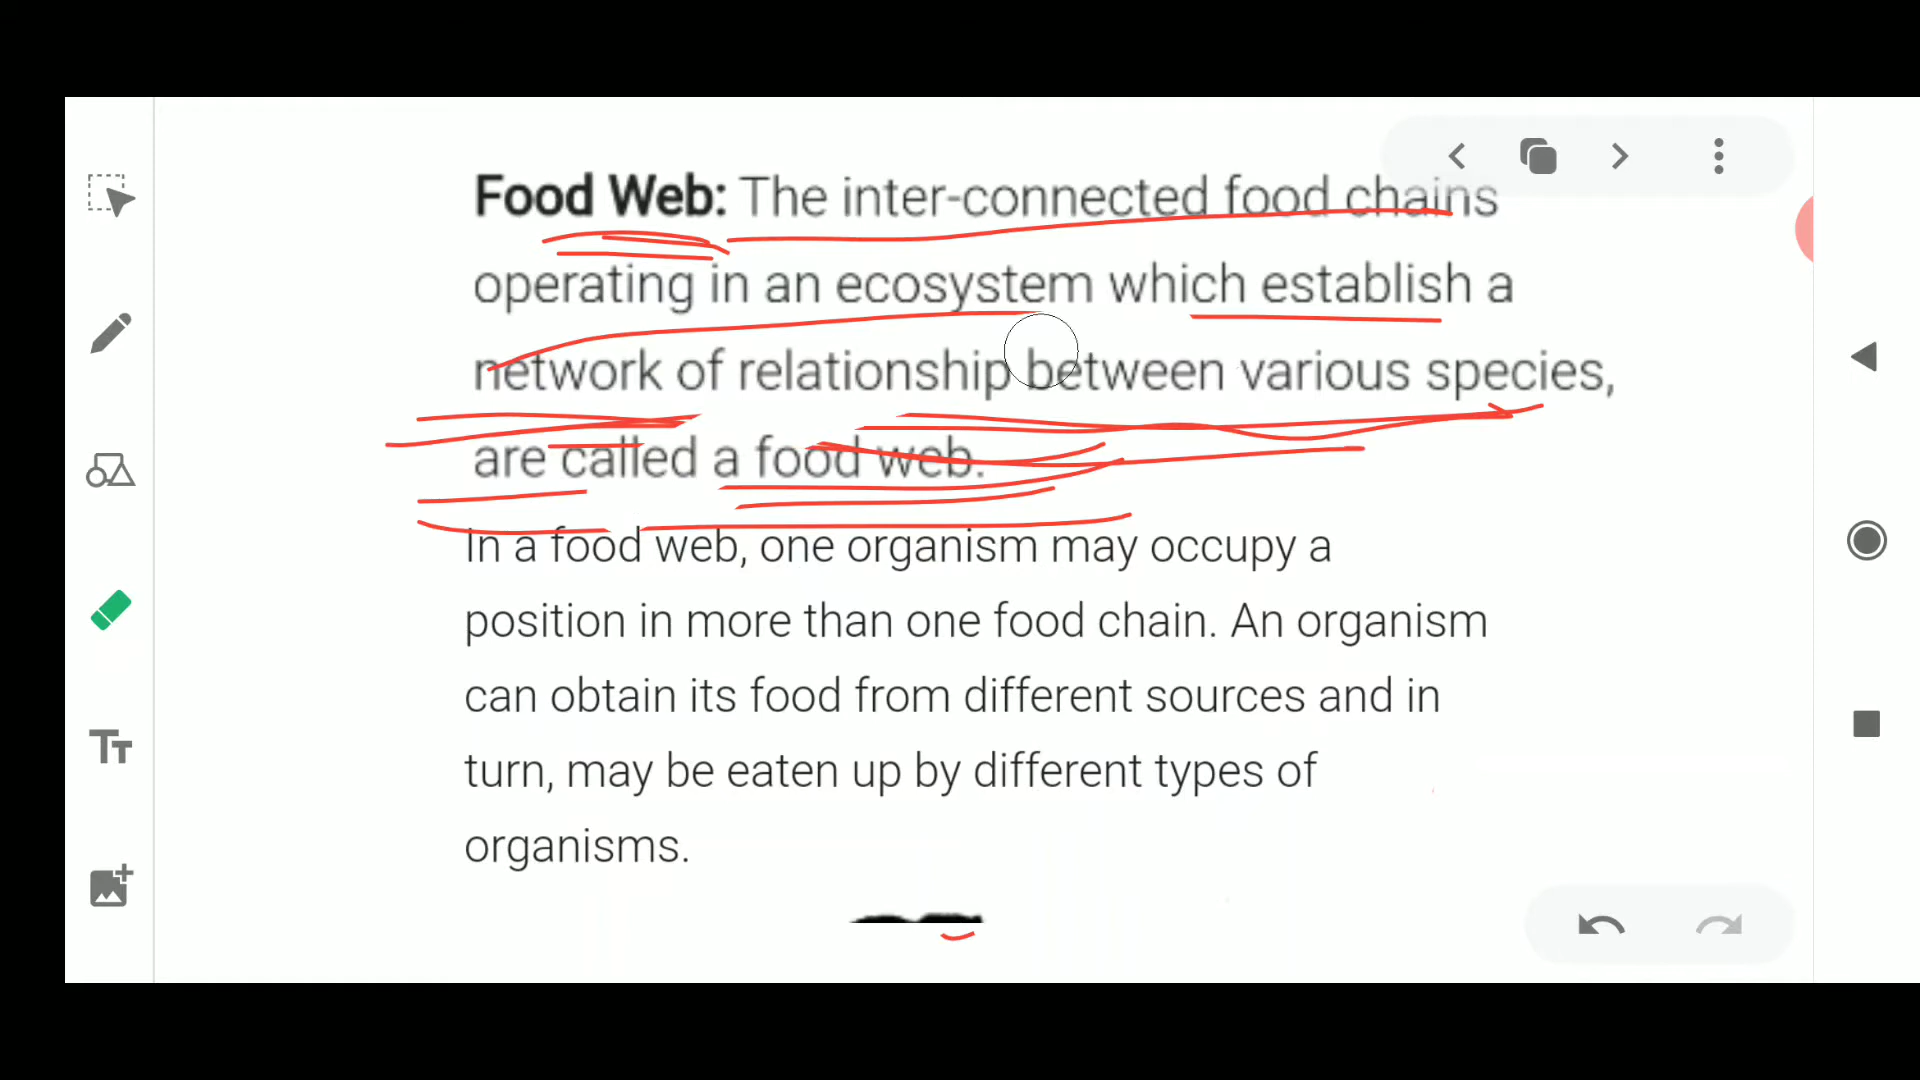 Food Web: The inter-connected food chains
operating in an ecosystem which establish a
network of relationship between various species,
are called a food web.
In a food web, one organism may occupy a
position in more than one food chain. An organism
can obtain its food from different sources and in
turn, may be eaten up by different types of
organisms.